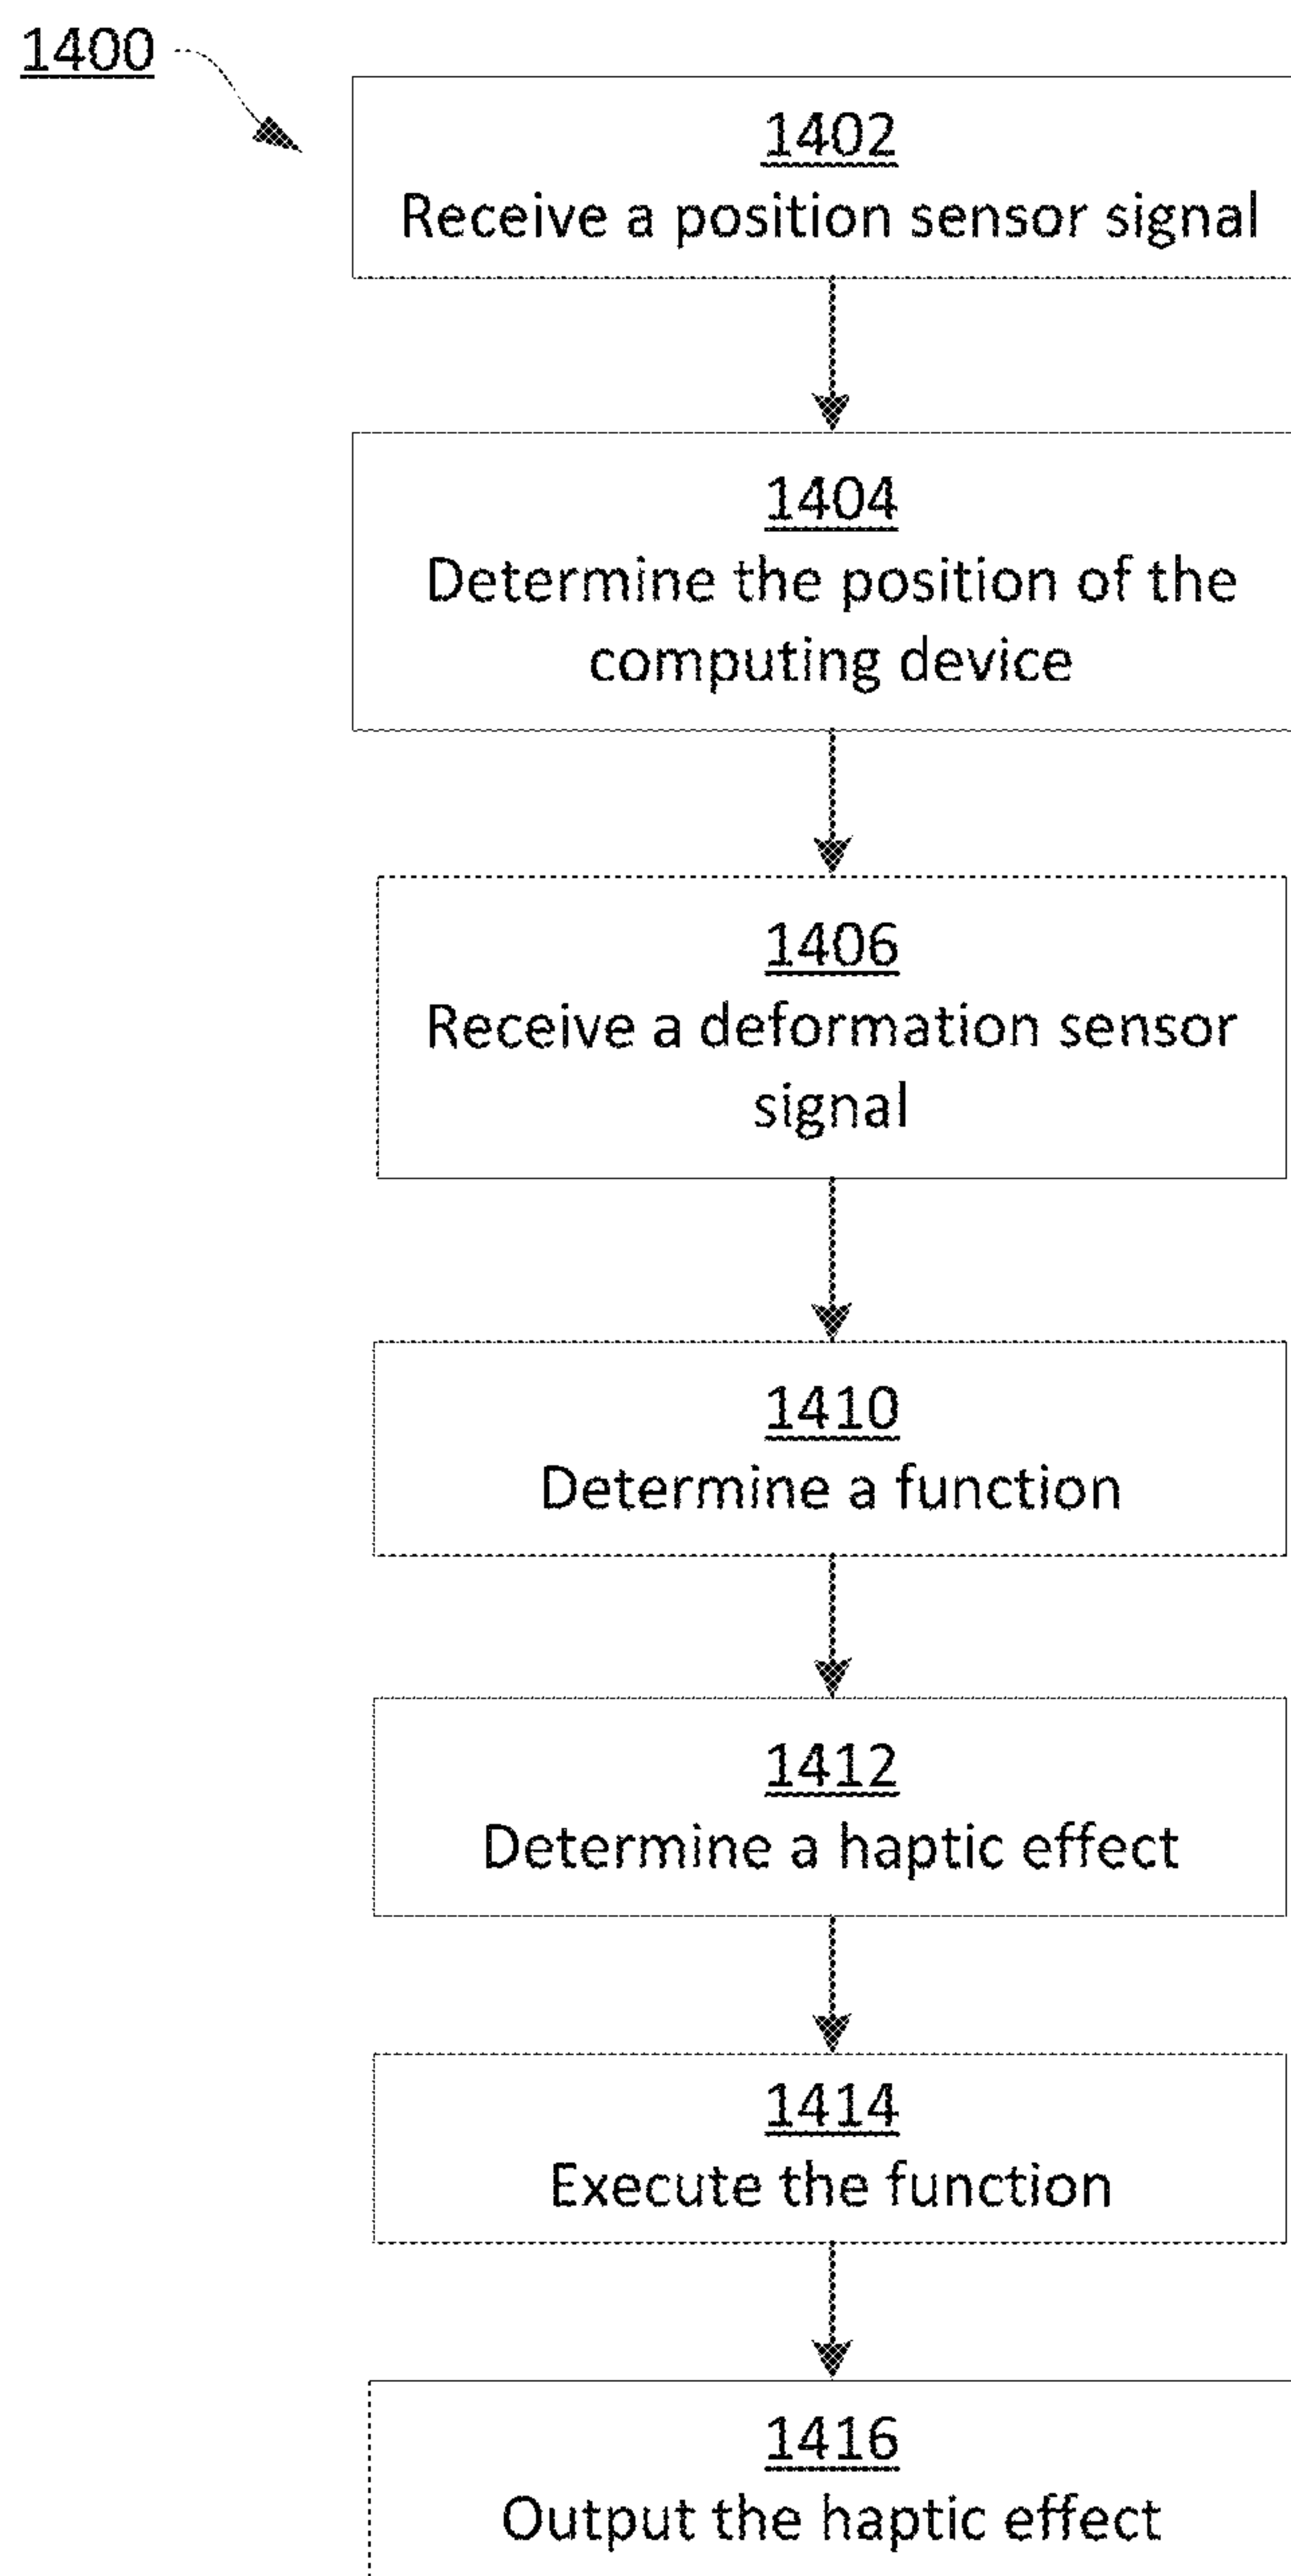 1400
1402
Receive a position sensor signal
1404
Determine the position of the
computing device
1406
Receive a deformation sensor
signal
1410
Determine a function
1412
Determine a haptic effect
1414
Execute the function
1416
Output the haptic effect